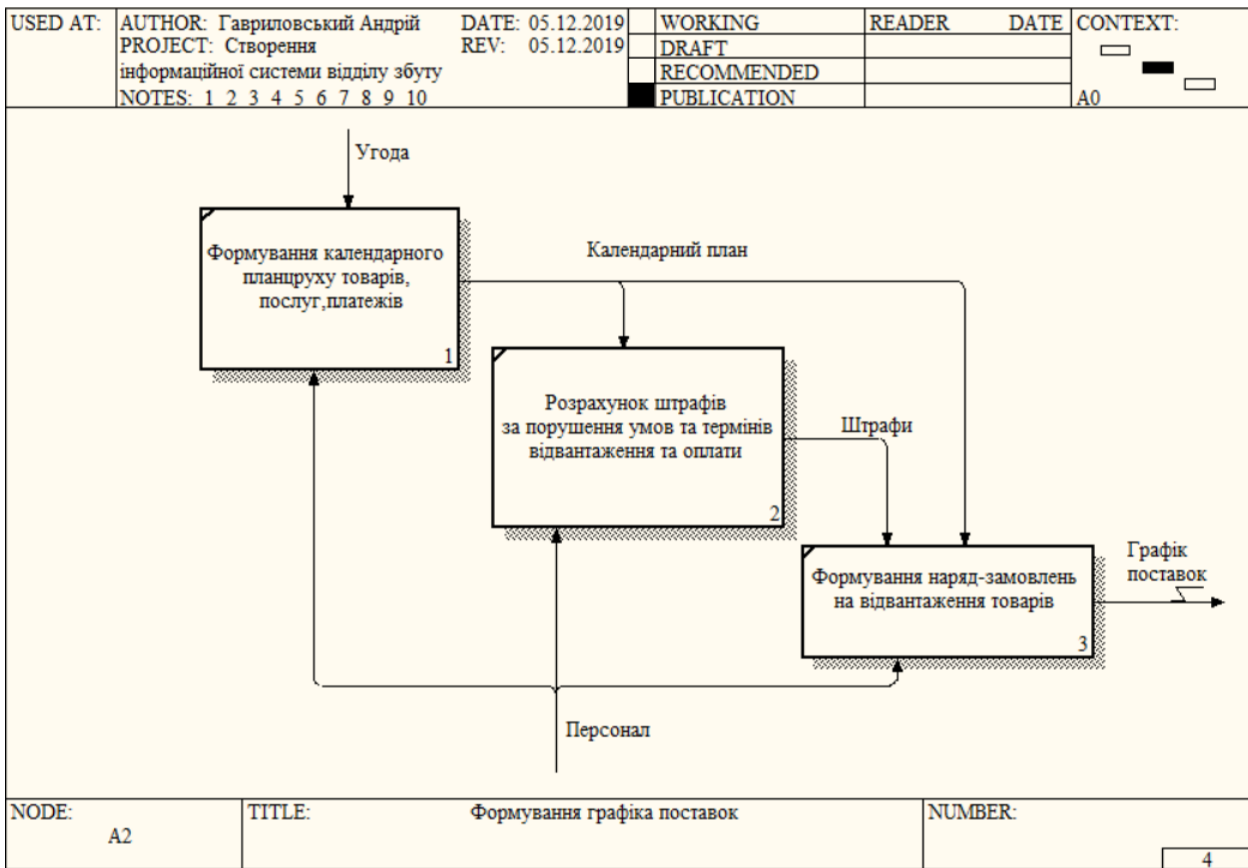 USED AT:
AUTHOR: Гавриловський Андрій
DATE: 05.12.2019
PROJECT: Створення
REV: 05.12.2019
інформаційної системи відділу збуту
NOTES: 1 2 3 4 5 6 7 8 9 10
WORKING
DRAFT
RECOMMENDED
PUBLICATION
READER
DATE
CONTEXT:
A0
Угода
Формування календарного
планцруху товарів,
послуг,платежів
1
Календарний план
Розрахунок штрафів
за порушення умов та термінів
відвантаження та оплати
2
Штрафи
Формування наряд-замовлень
на відвантаження товарів
3
Графік
поставок
Персонал
NODE:
A2
TITLE:
Формування графіка поставок
NUMBER:
4